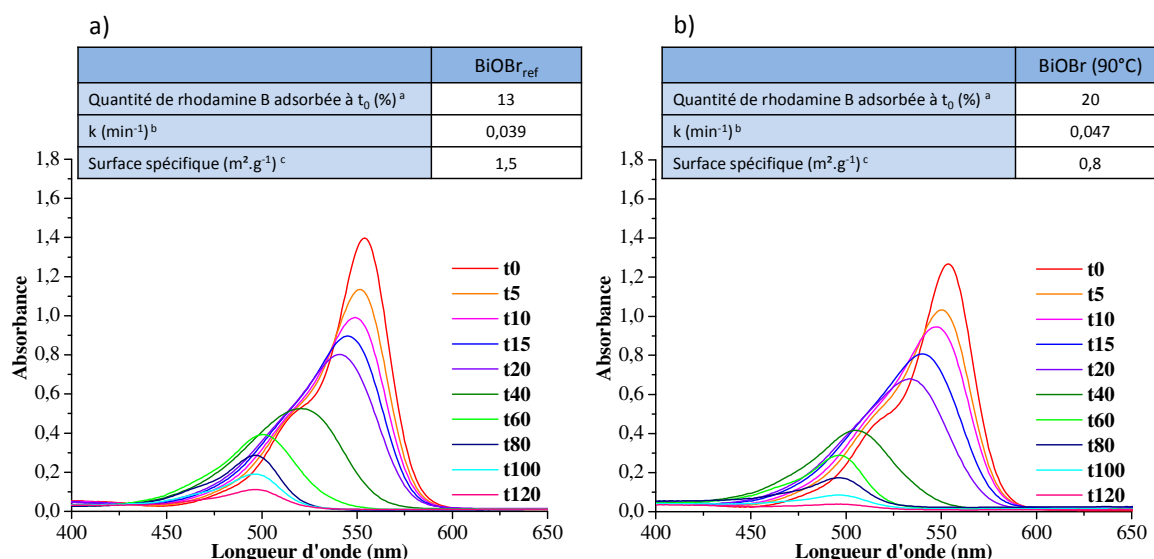 a)
BiOBrref
Quantité de rhodamine B adsorbée à t0 (%) a
13
k (min-1) b
0,039
Surface spécifique (m².g-1) c
1,5
1,8
1,6
1,4
1,2
1,0
0,8
0,6
0,4
0,2
0,0
Absorbance
t0
t5
t10
t15
t20
t40
t60
t80
t100
t120
400 450 500 550 600 650
Longueur d'onde (nm)
b)
BiOBr (90°C)
Quantité de rhodamine B adsorbée à t0 (%) a
20
k (min-1) b
0,047
Surface spécifique (m².g-1) c
0,8
1,8
1,6
1,4
1,2
1,0
0,8
0,6
0,4
0,2
0,0
Absorbance
t0
t5
t10
t15
t20
t40
t60
t80
t100
t120
400 450 500 550 600 650
Longueur d'onde (nm)